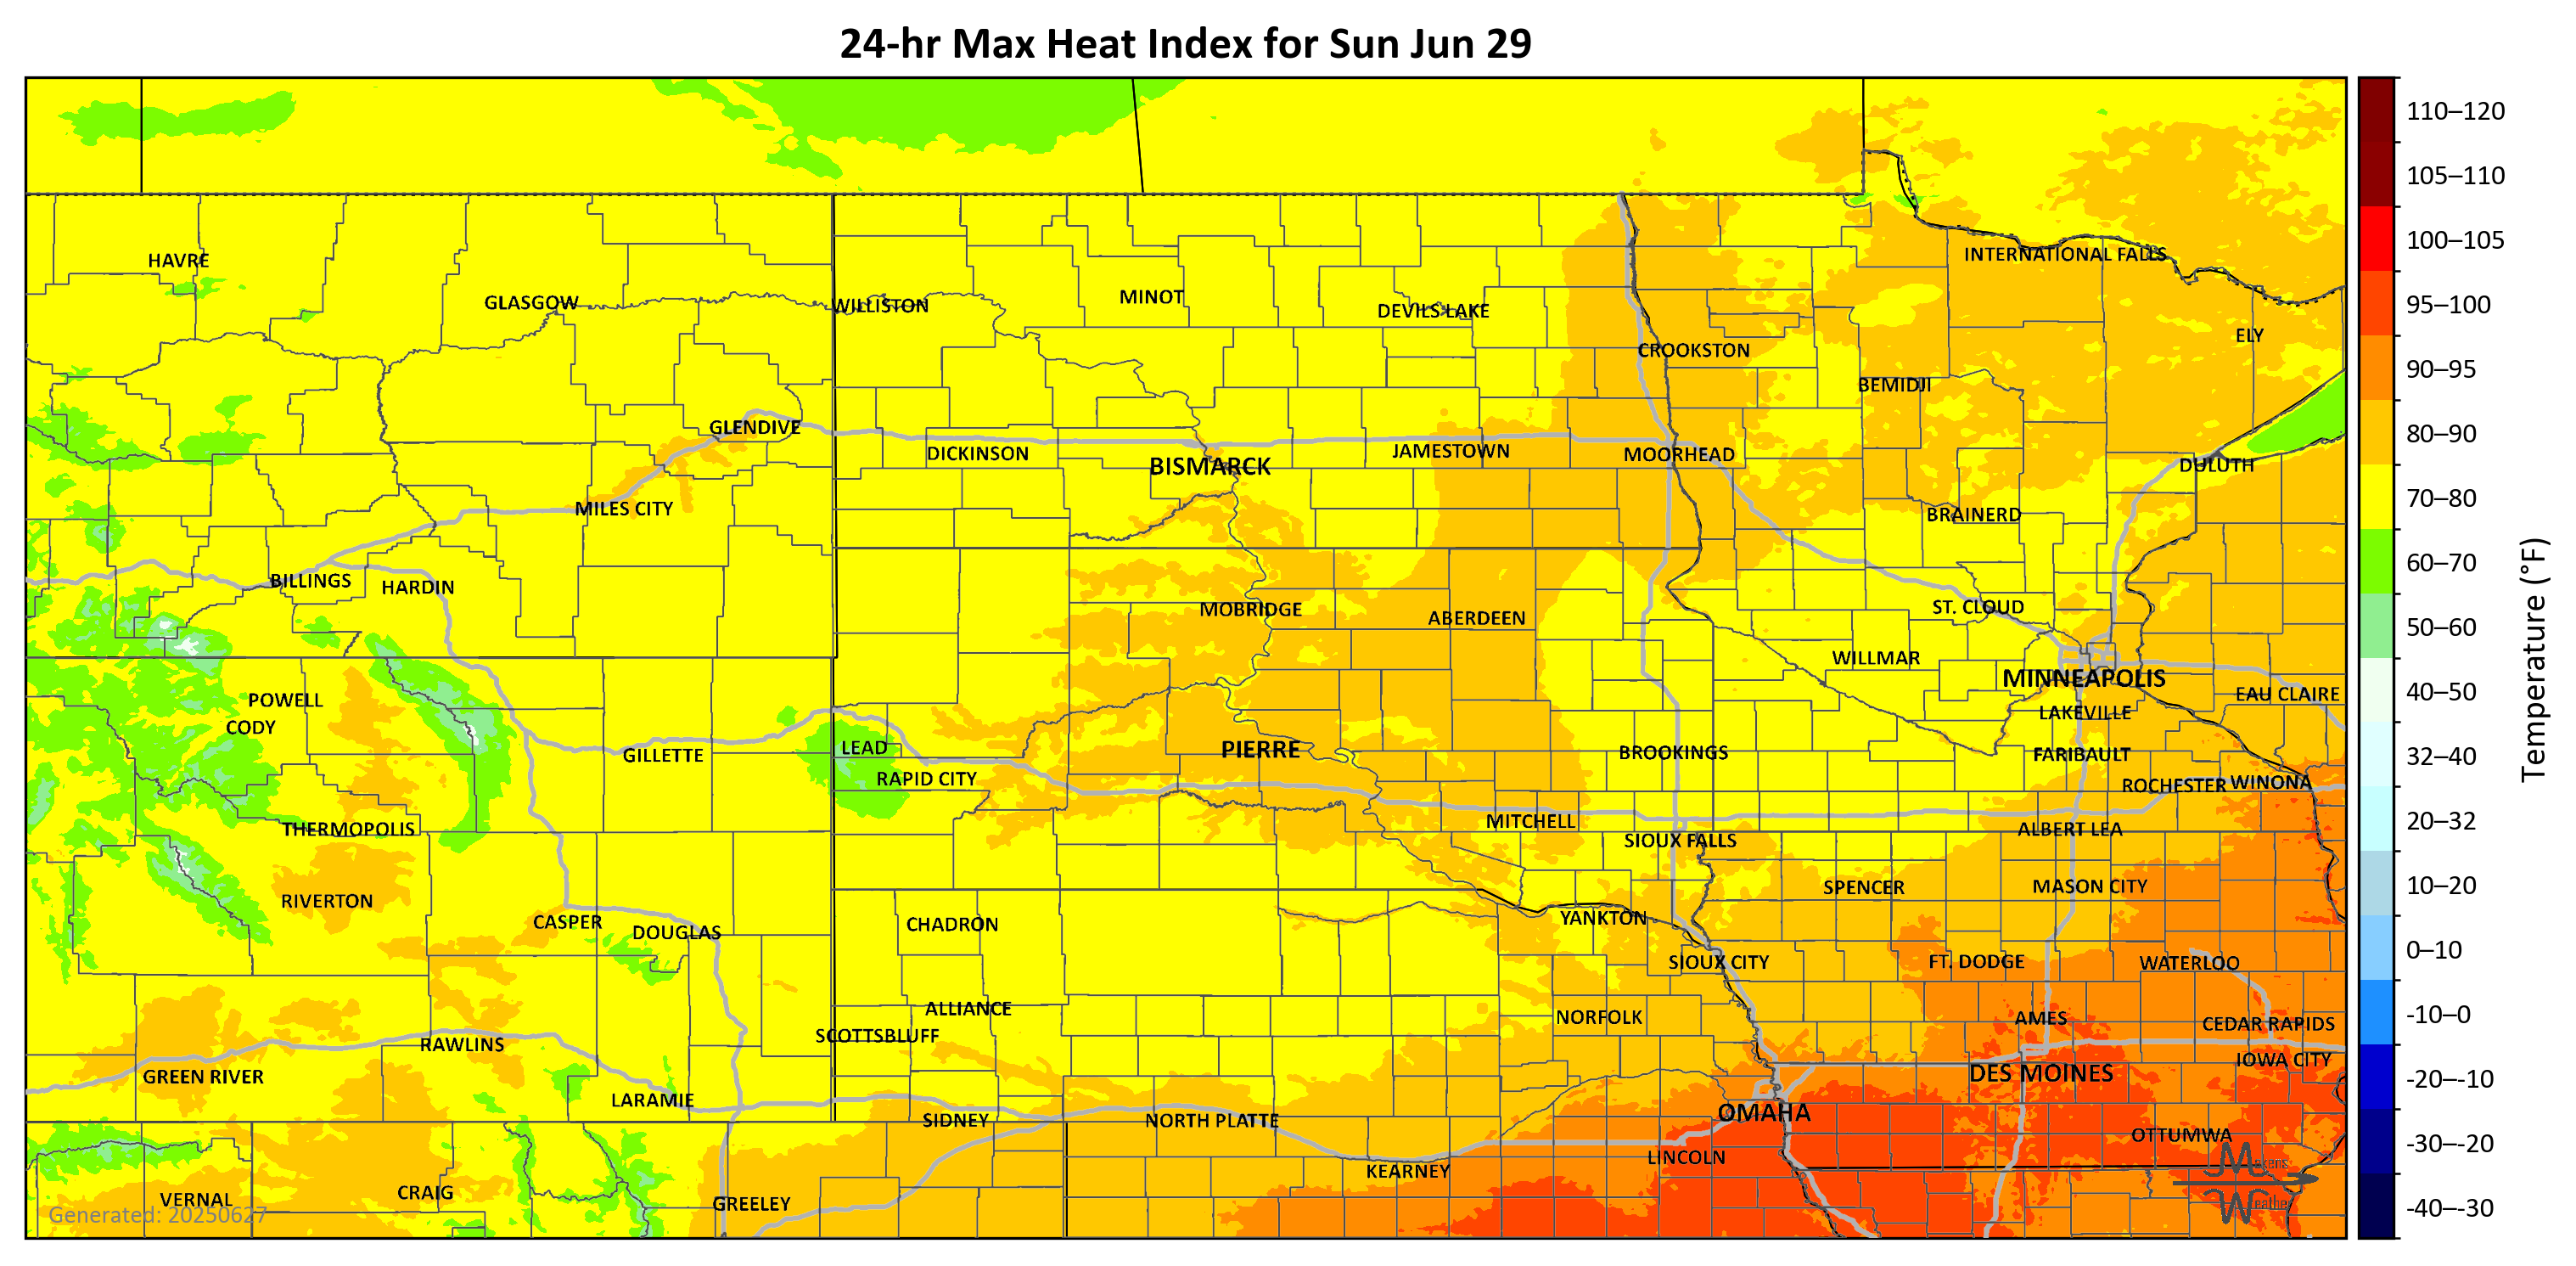 24-hr Max Heat Index for Sun Jun 29
110–120
105–110
100–105
95–100
90–95
80–90
70–80
60–70
50–60
40–50
32–40
20–32
10–20
0–10
-10–0
-20–-10
-30–-20
-40–-30
Temperature (°F)
INTERNATIONAL FALLS
HAVRE
GLASGOW
WILLISTON
MINOT
DEVILS LAKE
ELY
CROOKSTON
BEMIDJI
GLENDIVE
DICKINSON
BISMARCK
JAMESTOWN
MOORHEAD
DULUTH
MILES CITY
BRAINERD
BILLINGS
HARDIN
MOBRIDGE
ABERDEEN
ST. CLOUD
WILLMAR
MINNEAPOLIS
EAU CLAIRE
POWELL
CODY
LAKEVILLE
GILLETTE
LEAD
RAPID CITY
PIERRE
BROOKINGS
FARIBAULT
ROCHESTER
WINONA
THERMOPOLIS
MITCHELL
SIOUX FALLS
ALBERT LEA
RIVERTON
SPENCER
MASON CITY
CASPER
DOUGLAS
CHADRON
YANKTON
SIOUX CITY
FT. DODGE
WATERLOO
ALLIANCE
SCOTTSBLUFF
NORFOLK
AMES
CEDAR RAPIDS
RAWLINS
IOWA CITY
GREEN RIVER
DES MOINES
LARAMIE
SIDNEY
NORTH PLATTE
OMAHA
OTTUMWA
KEARNEY
LINCOLN
VERNAL
CRAIG
GREELEY
Makens
Weather
Generated: 20250627